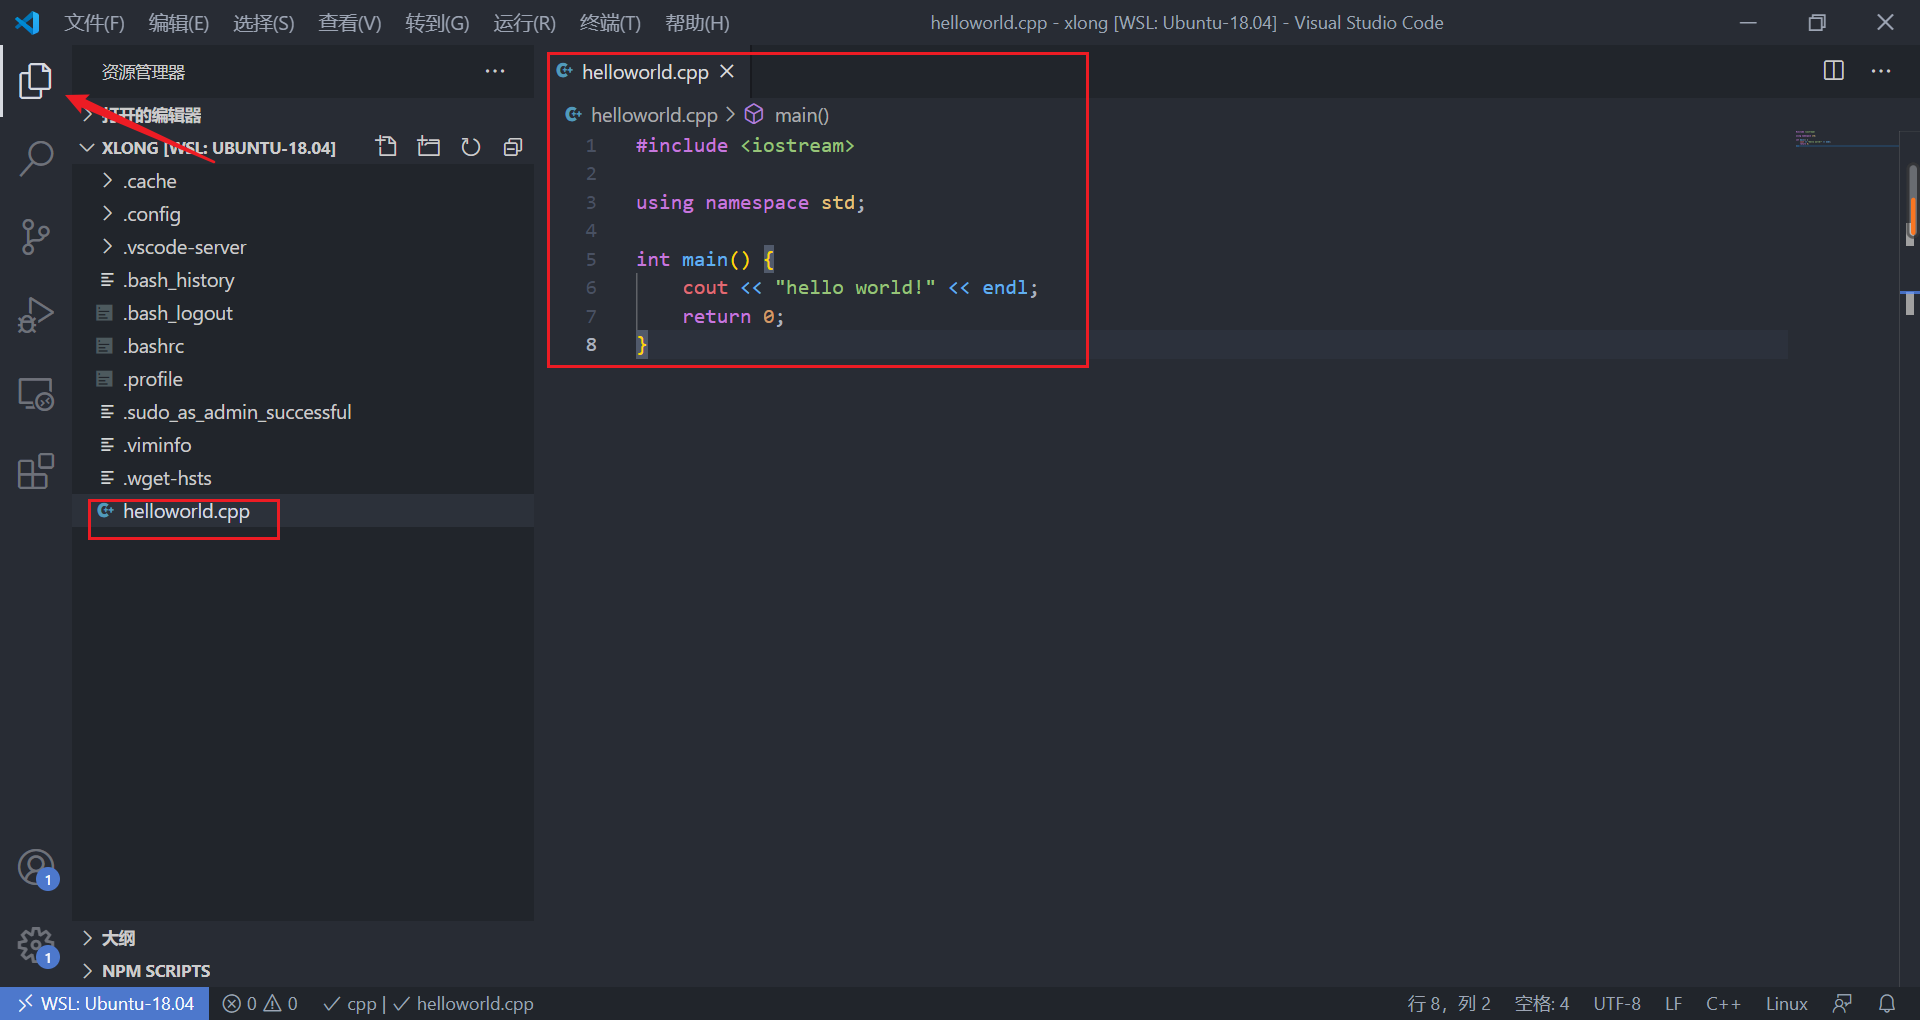 文件(F) 编辑(E) 选择(S) 查看(V) 转到(G) 运行(R) 终端(T) 帮助(H) helloworld.cpp - xlong [WSL: Ubuntu-18.04] - Visual Studio Code
资源管理器
打开的编辑器
XLONG [WSL: UBUNTU-18.04]
.cache
.config
.vscode-server
.bash_history
.bash_logout
.bashrc
.profile
.sudo_as_admin_successful
.viminfo
.wget-hsts
helloworld.cpp
大纲
NPM SCRIPTS
helloworld.cpp
helloworld.cpp > main()
1 #include <iostream>
2
3 using namespace std;
4
5 int main() {
6 cout << "hello world!" << endl;
7 return 0;
8 }
1
1
WSL: Ubuntu-18.04 0 0 cpp | helloworld.cpp 行 8，列 2 空格: 4 UTF-8 LF C++ Linux